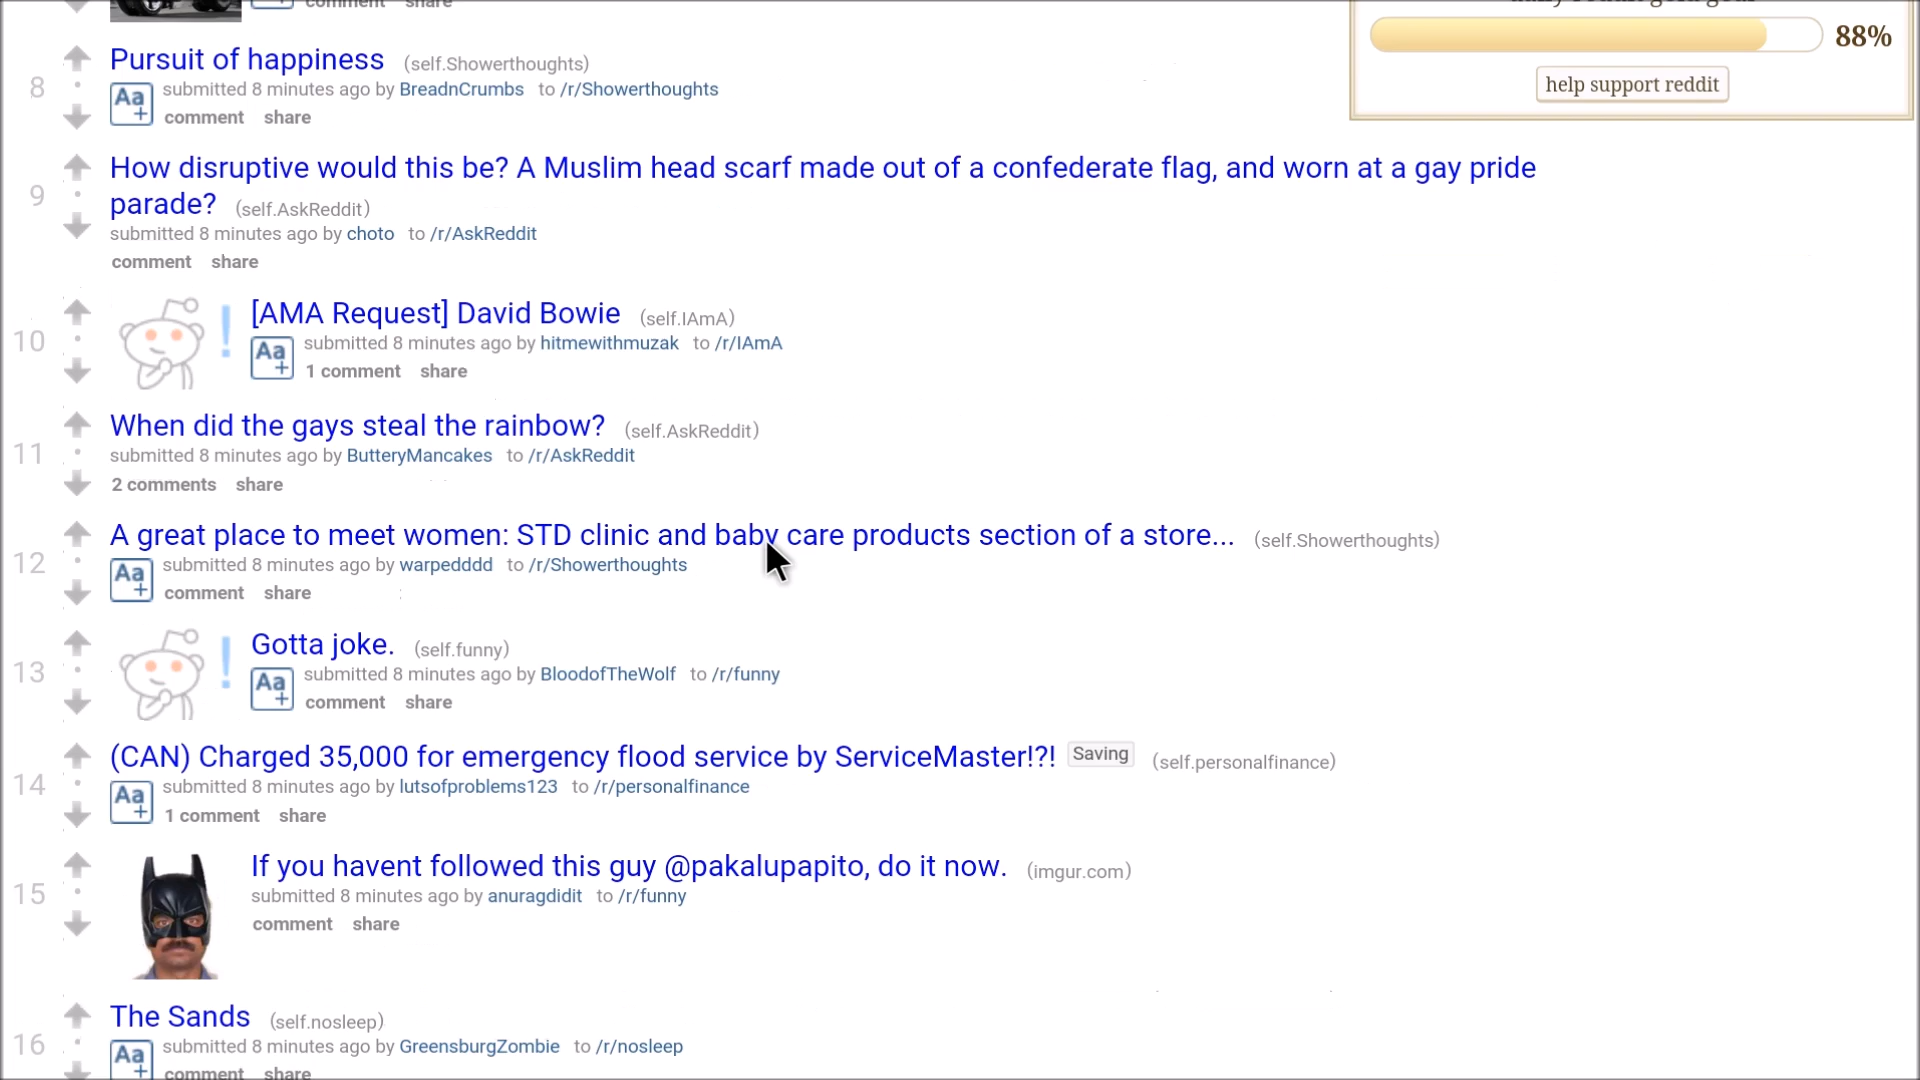 comment share
88%
help support reddit
8
Pursuit of happiness (self.Showerthoughts)
Aa+ submitted 8 minutes ago by BreadnCrumbs to /r/Showerthoughts
comment share
9
How disruptive would this be? A Muslim head scarf made out of a confederate flag, and worn at a gay pride
parade? (self.AskReddit)
submitted 8 minutes ago by choto to /r/AskReddit
comment share
10
[AMA Request] David Bowie (self.IAmA)
Aa+ submitted 8 minutes ago by hitmewithmuzak to /r/IAmA
1 comment share
11
When did the gays steal the rainbow? (self.AskReddit)
submitted 8 minutes ago by ButteryMancakes to /r/AskReddit
2 comments share
12
A great place to meet women: STD clinic and baby care products section of a store... (self.Showerthoughts)
Aa+ submitted 8 minutes ago by warpedddd to /r/Showerthoughts
comment share
13
Gotta joke. (self.funny)
Aa+ submitted 8 minutes ago by BloodofTheWolf to /r/funny
comment share
14
(CAN) Charged 35,000 for emergency flood service by ServiceMaster!?! Saving (self.personalfinance)
Aa+ submitted 8 minutes ago by lutsofproblems123 to /r/personalfinance
1 comment share
15
If you havent followed this guy @pakalupapito, do it now. (imgur.com)
submitted 8 minutes ago by anuragdidit to /r/funny
comment share
16
The Sands (self.nosleep)
Aa+ submitted 8 minutes ago by GreensburgZombie to /r/nosleep
comment share